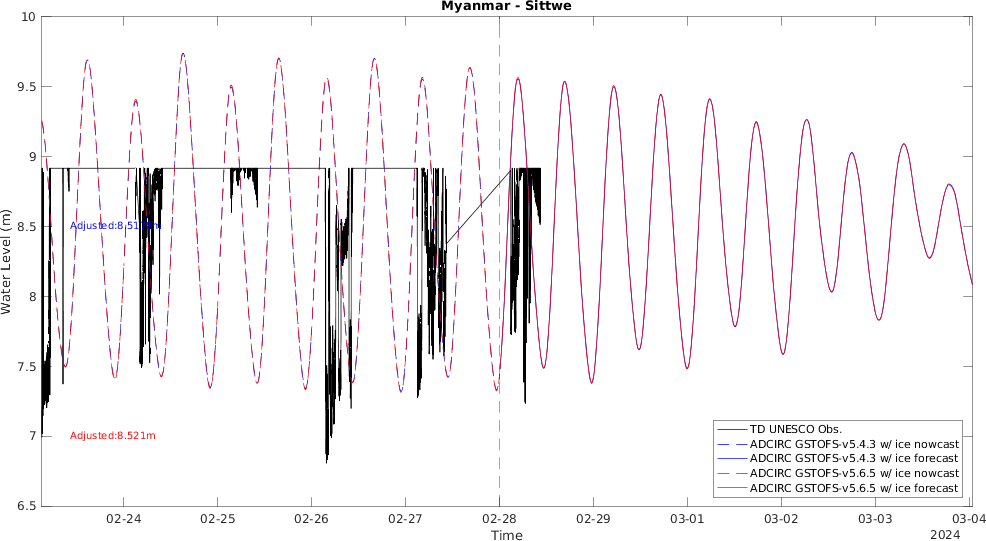 Myanmar - Sittwe
10
9.5
9
8.5
8
7.5
7
6.5
Water Level (m)
Adjusted:8.521m
02-24
02-25
02-26
02-27
02-28
02-29
03-01
03-02
03-03
03-04
Time
2024
TD UNESCO Obs.
ADCIRC GSTOFS-v5.4.3 w/ ice nowcast
ADCIRC GSTOFS-v5.4.3 w/ ice forecast
ADCIRC GSTOFS-v5.6.5 w/ ice nowcast
ADCIRC GSTOFS-v5.6.5 w/ ice forecast